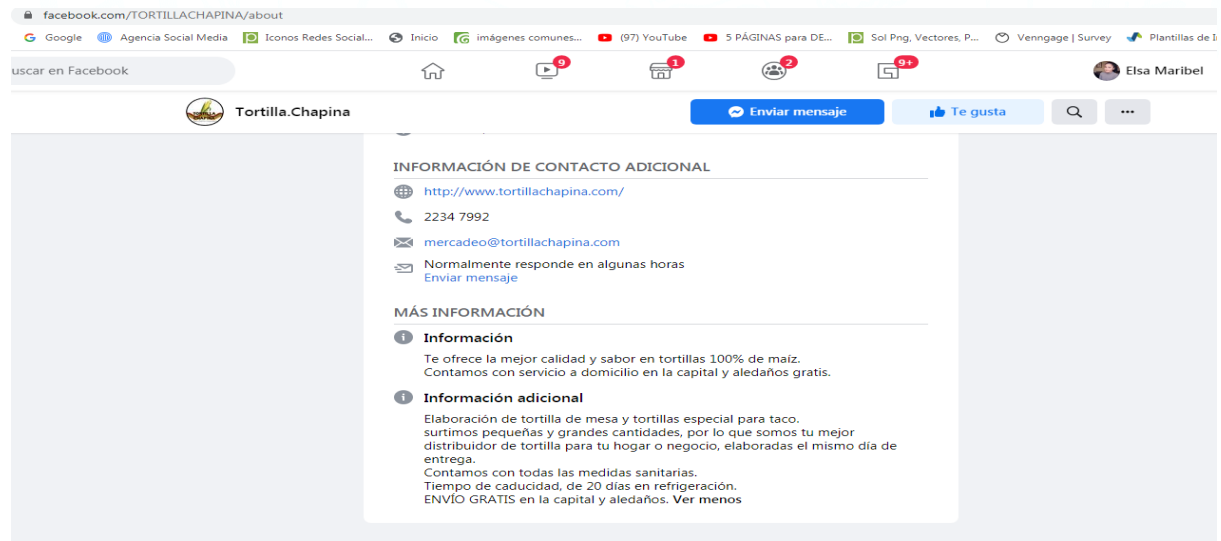 facebook.com/TORTILLACHAPINA/about
Google Agencia Social Media Iconos Redes Social... Inicio imágenes comunes... (97) YouTube 5 PÁGINAS para DE... Sol Png, Vectores, P... Venngage | Survey Plantillas de I
uscar en Facebook 9 1 2 9+ Elsa Maribel
Tortilla.Chapina Enviar mensaje Te gusta
INFORMACIÓN DE CONTACTO ADICIONAL
http://www.tortillachapina.com/
2234 7992
mercadeo@tortillachapina.com
Normalmente responde en algunas horas
Enviar mensaje
MÁS INFORMACIÓN
Información
Te ofrece la mejor calidad y sabor en tortillas 100% de maíz.
Contamos con servicio a domicilio en la capital y aledaños gratis.
Información adicional
Elaboración de tortilla de mesa y tortillas especial para taco.
surtimos pequeñas y grandes cantidades, por lo que somos tu mejor
distribuidor de tortilla para tu hogar o negocio, elaboradas el mismo día de
entrega.
Contamos con todas las medidas sanitarias.
Tiempo de caducidad, de 20 días en refrigeración.
ENVÍO GRATIS en la capital y aledaños. Ver menos